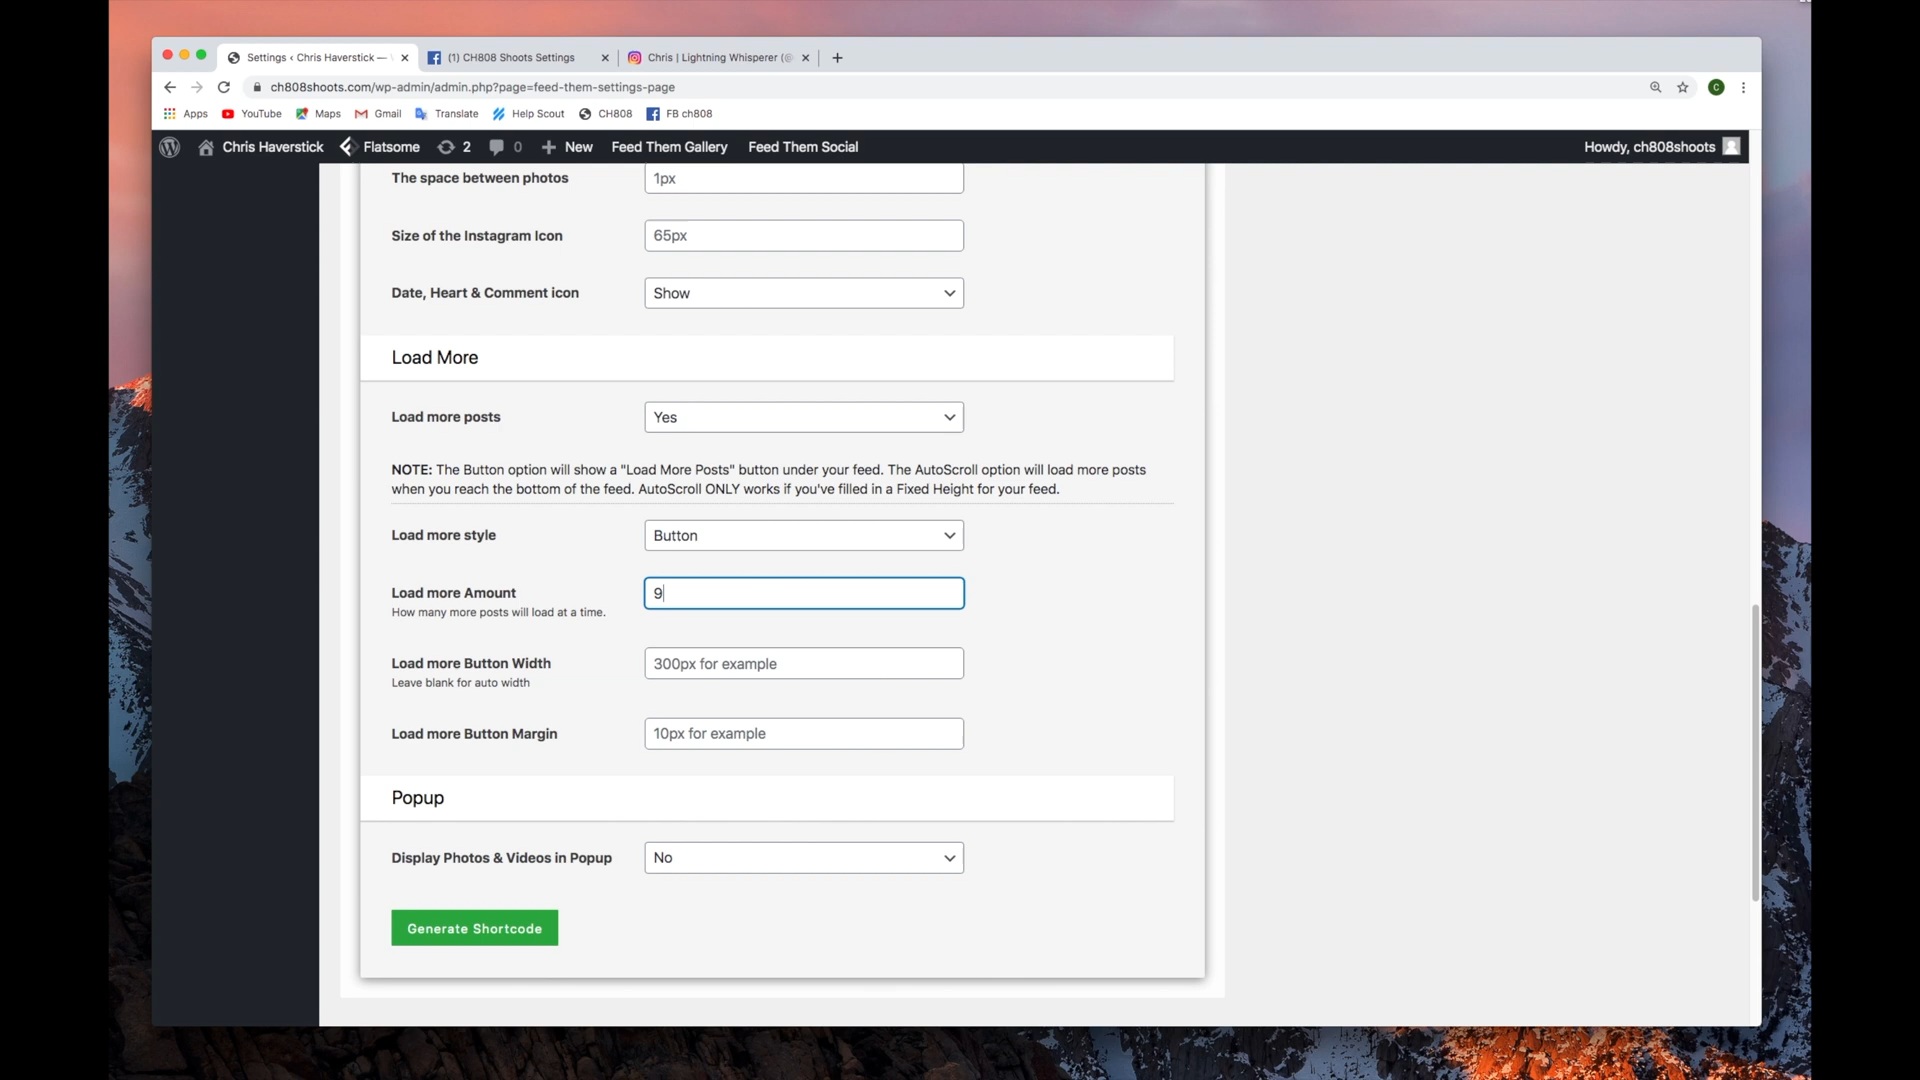 Settings ‹ Chris Haverstick —
(1) CH808 Shoots Settings
Chris | Lightning Whisperer (@
ch808shoots.com/wp-admin/admin.php?page=feed-them-settings-page
C
Apps
YouTube
Maps
Gmail
Translate
Help Scout
CH808
FB ch808
Chris Haverstick
Flatsome
2
0
New
Feed Them Gallery
Feed Them Social
Howdy, ch808shoots
The space between photos
1px
Size of the Instagram Icon
65px
Date, Heart & Comment icon
Show
Load More
Load more posts
Yes
NOTE: The Button option will show a "Load More Posts" button under your feed. The AutoScroll option will load more posts
when you reach the bottom of the feed. AutoScroll ONLY works if you've filled in a Fixed Height for your feed.
Load more style
Button
Load more Amount
9
How many more posts will load at a time.
Load more Button Width
300px for example
Leave blank for auto width
Load more Button Margin
10px for example
Popup
Display Photos & Videos in Popup
No
Generate Shortcode